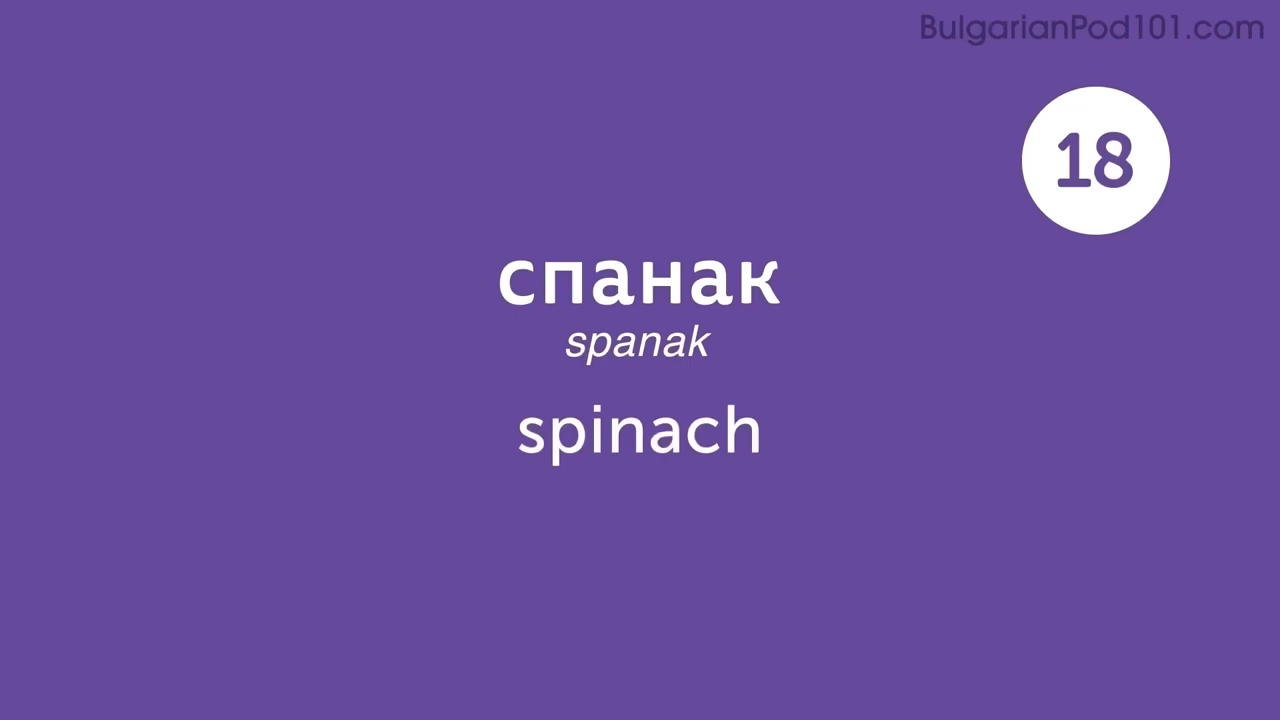 BulgarianPod101.com
18
спанак
spanak
spinach